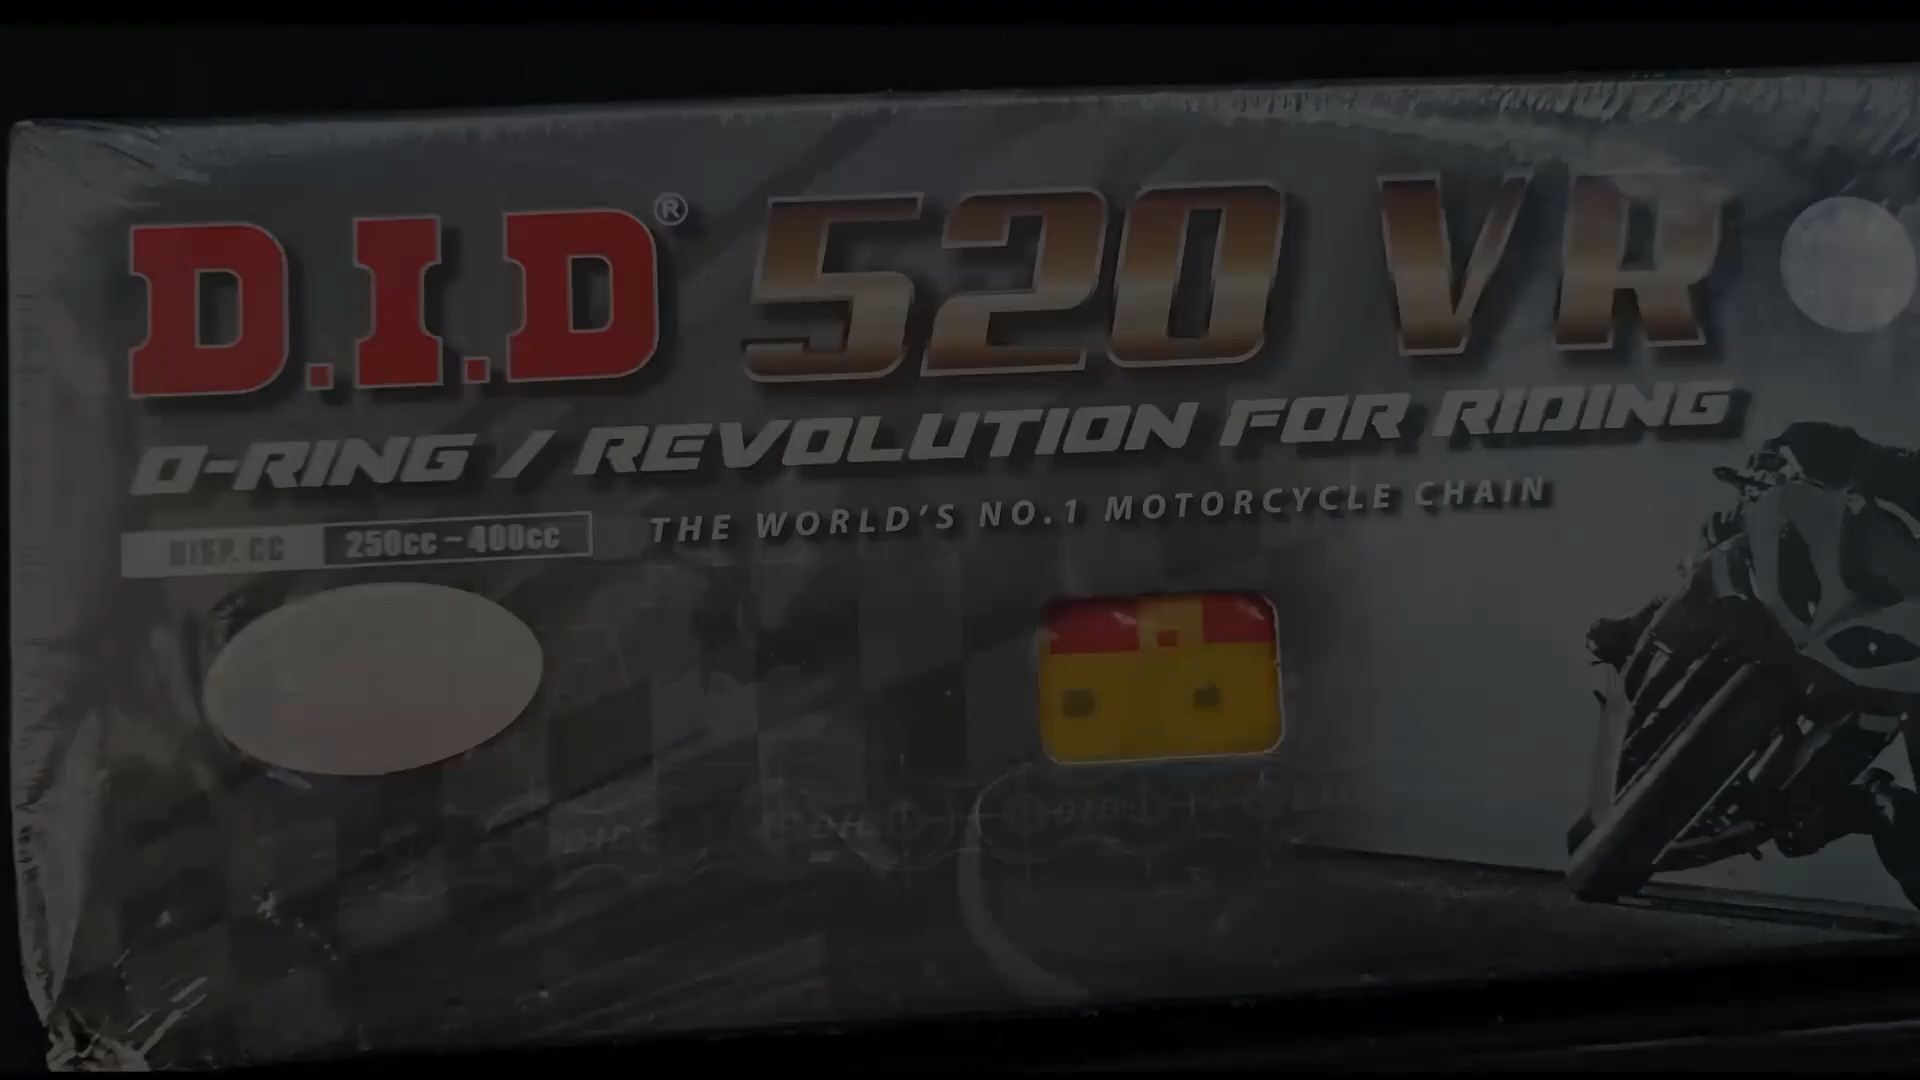 D.I.D® 520 VR
O-RING / REVOLUTION FOR RIDING
THE WORLD'S NO.1 MOTORCYCLE CHAIN
DISP. CC 250cc~400cc